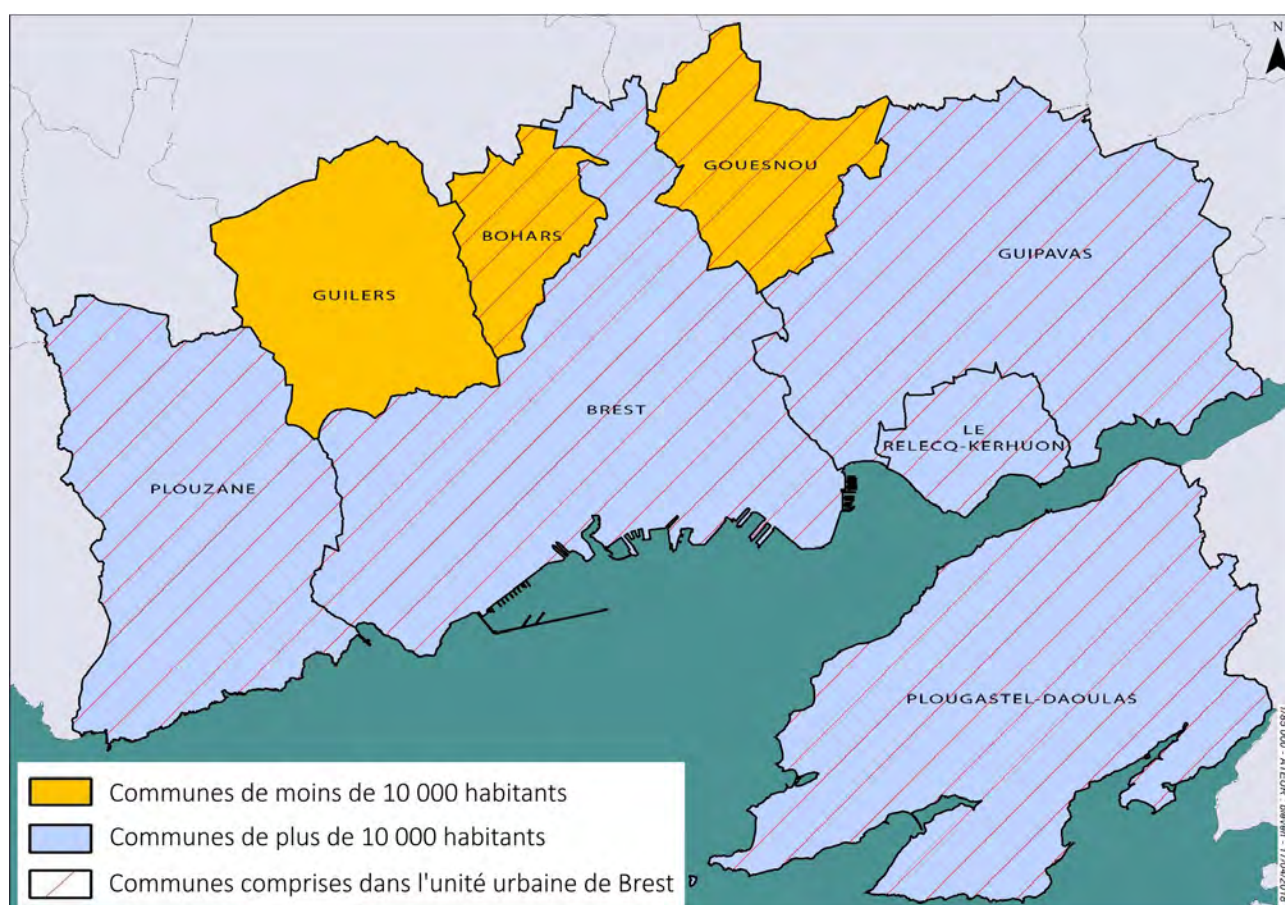 N
GOUESNOU
BOHARS
GUIPAVAS
GUILERS
BREST
LE
RELECQ-KERHUON
PLOUZANE
PLOUGASTEL-DAOULAS
Communes de moins de 10 000 habitants
Communes de plus de 10 000 habitants
Communes comprises dans l'unité urbaine de Brest